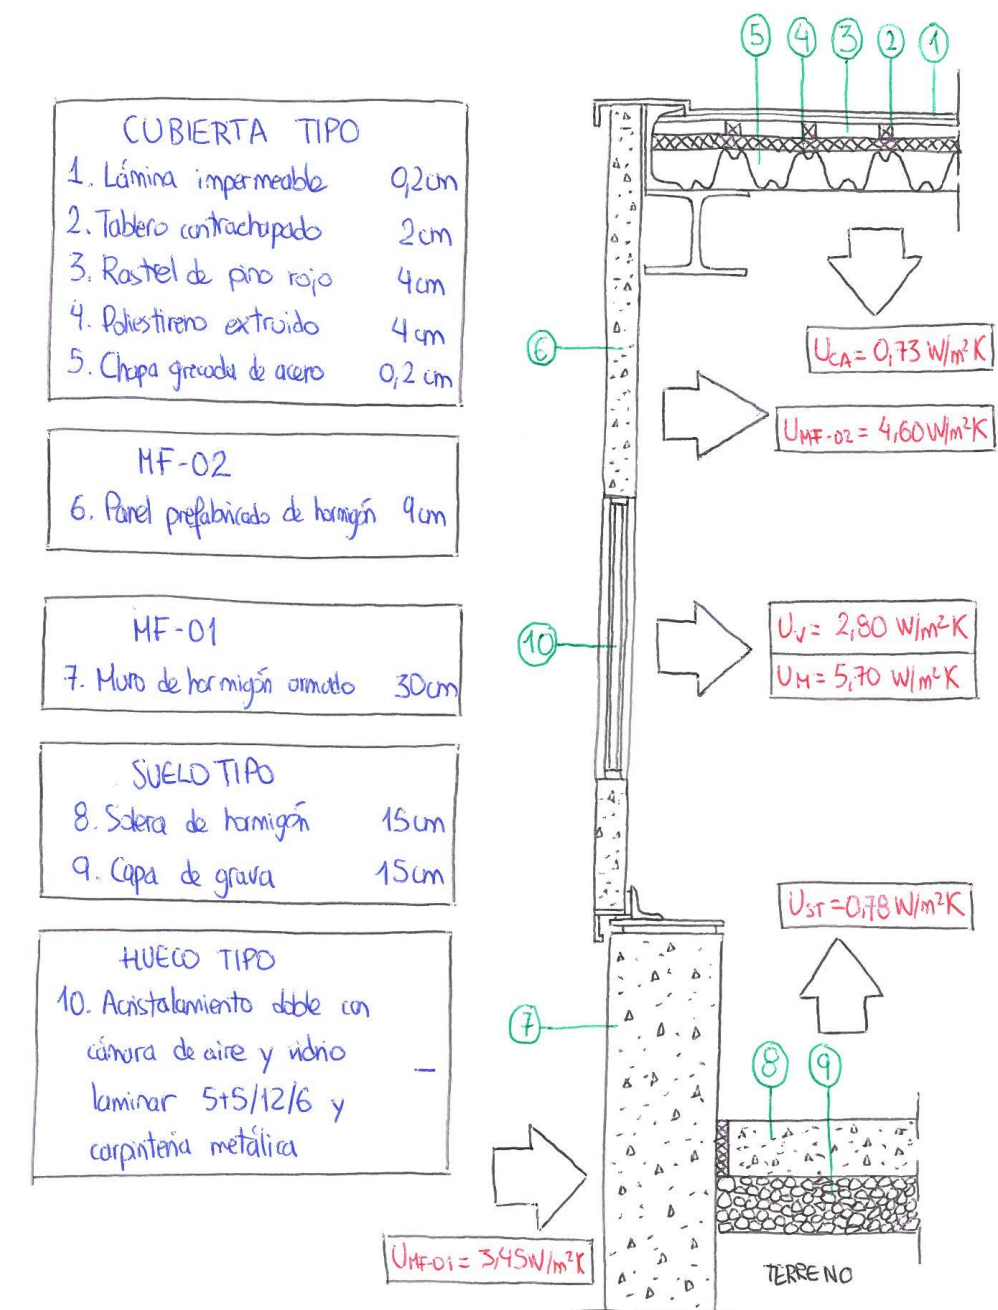 5 4 3 2 1
CUBIERTA TIPO
1. Lámina impermeable 0,2cm
2. Tablero contrachapado 2cm
3. Rastrel de pino rojo 4cm
4. Poliestireno extruido 4cm
5. Chapa grecada de acero 0,2 cm
UCA = 0,73 W/m²K
6
UMF-02 = 4,60 W/m²K
MF-02
6. Panel prefabricado de hormigón 9cm
MF-01
7. Muro de hormigón armado 30cm
10
UV = 2,80 W/m²K
UM = 5,70 W/m²K
SUELO TIPO
8. Solera de hormigón 15cm
9. Capa de grava 15cm
UST = 0,78 W/m²K
HUECO TIPO
10. Acristalamiento doble con
cámara de aire y vidrio
laminar 5+5/12/6 y
carpintería metálica
—
7
8 9
UMF-01 = 3,45W/m²K
TERRENO